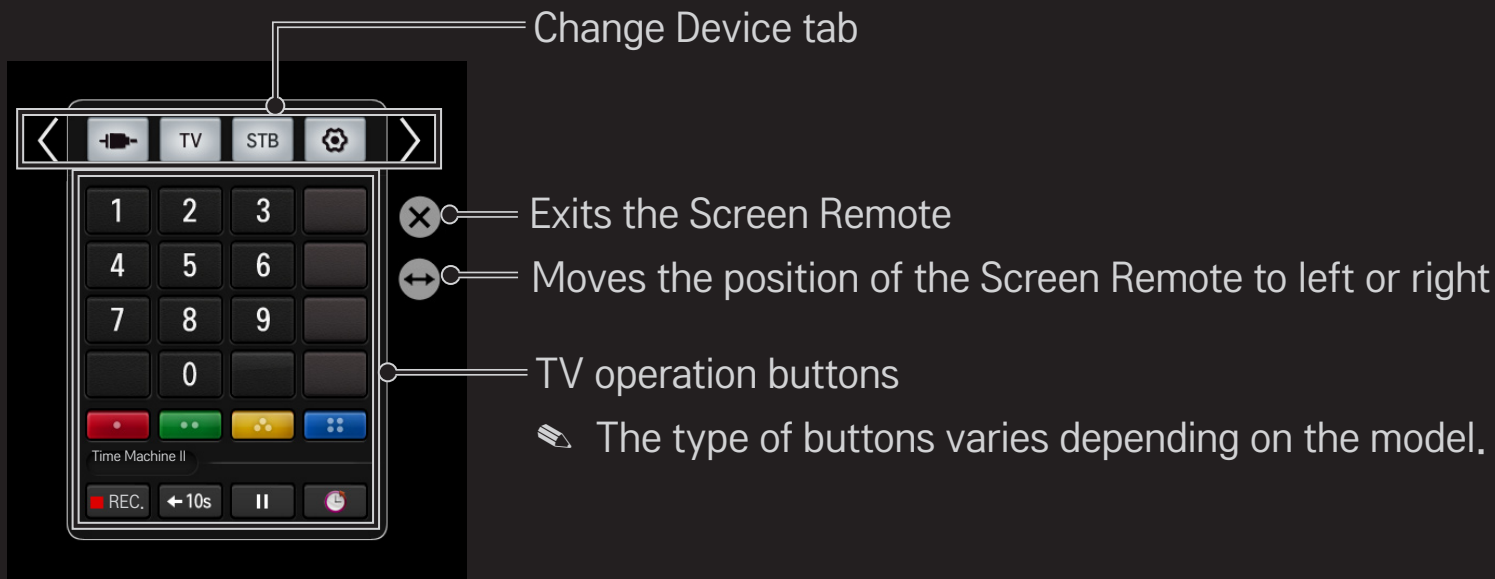 Change Device tab
TV STB
1 2 3
Exits the Screen Remote
4 5 6
Moves the position of the Screen Remote to left or right
7 8 9
0
TV operation buttons
The type of buttons varies depending on the model.
Time Machine II
REC. ←10s